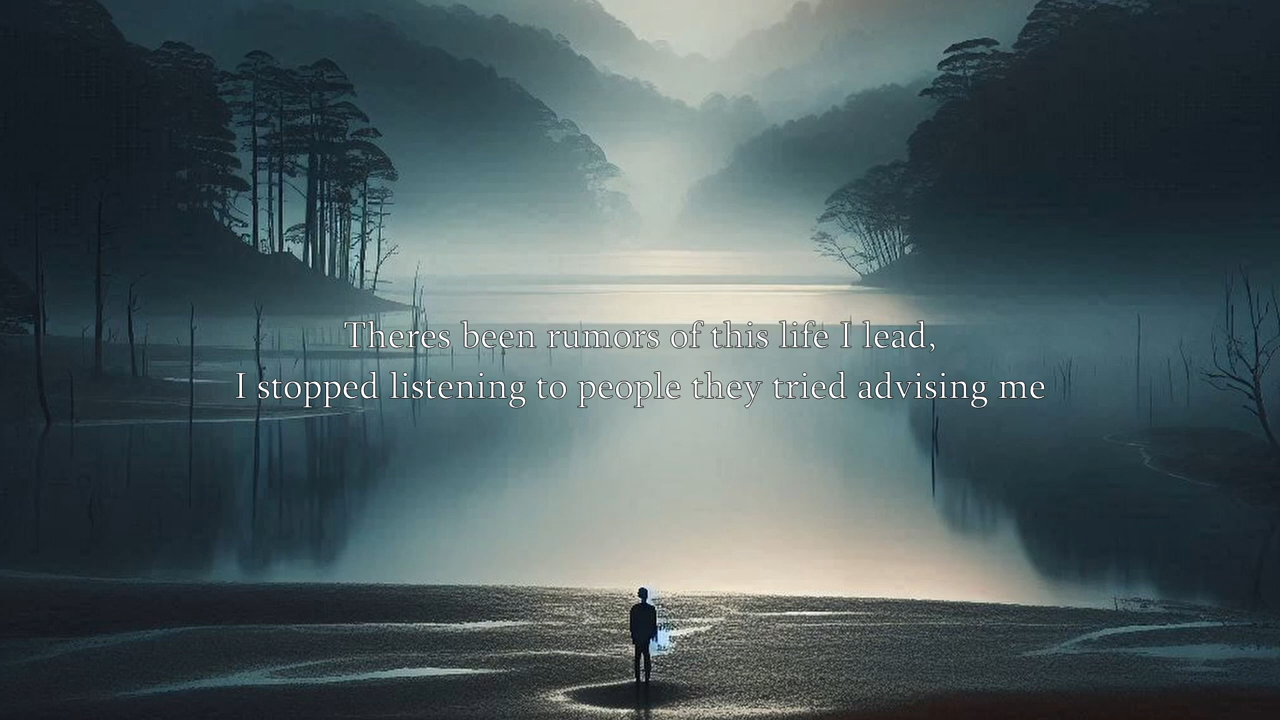 Theres been rumors of this life I lead,
I stopped listening to people they tried advising me